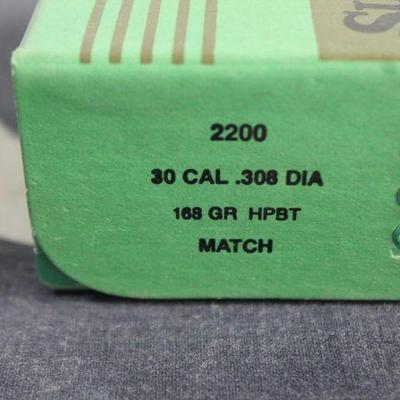 2200
30 CAL .308 DIA
168 GR HPBT
MATCH